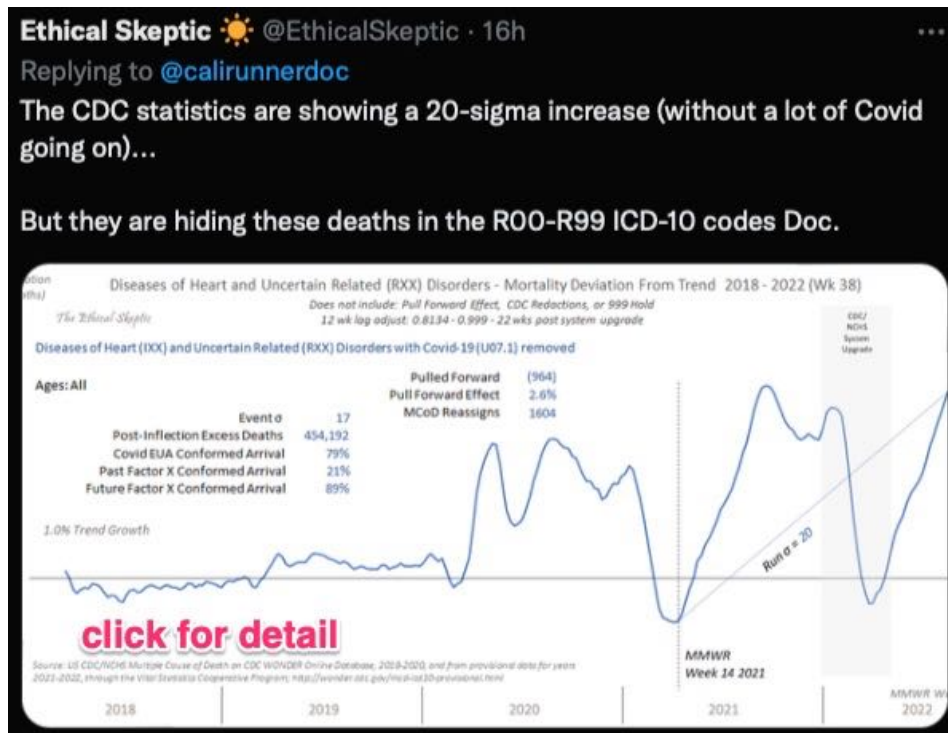 Ethical Skeptic @EthicalSkeptic · 16h
Replying to @calirunnerdoc
The CDC statistics are showing a 20-sigma increase (without a lot of Covid
going on)...
But they are hiding these deaths in the R00-R99 ICD-10 codes Doc.
Diseases of Heart and Uncertain Related (RXX) Disorders - Mortality Deviation From Trend 2018 - 2022 (Wk 38)
Does not include: Pull Forward Effect, CDC Redactions, or 999 Hold
The Ethical Skeptic
12 wk lag adjust: 0.8134 - 0.999 - 22 wks post system upgrade
CDC/
NCHS
System
Upgrade
Diseases of Heart (IXX) and Uncertain Related (RXX) Disorders with Covid-19 (U07.1) removed
Ages: All
Pulled Forward (964)
Pull Forward Effect 2.6%
MCoD Reassigns 1604
Event σ 17
Post-Inflection Excess Deaths 454,192
Covid EUA Conformed Arrival 79%
Past Factor X Conformed Arrival 21%
Future Factor X Conformed Arrival 89%
1.0% Trend Growth
Run σ = 20
click for detail
MMWR
Week 14 2021
Source: US CDC/NCHS Multiple Cause of Death on CDC WONDER Online Database, 2018-2020, and from provisional data for years
2021-2022, through the Vital Statistics Cooperative Program;
MMWR
2018 2019 2020 2021 2022